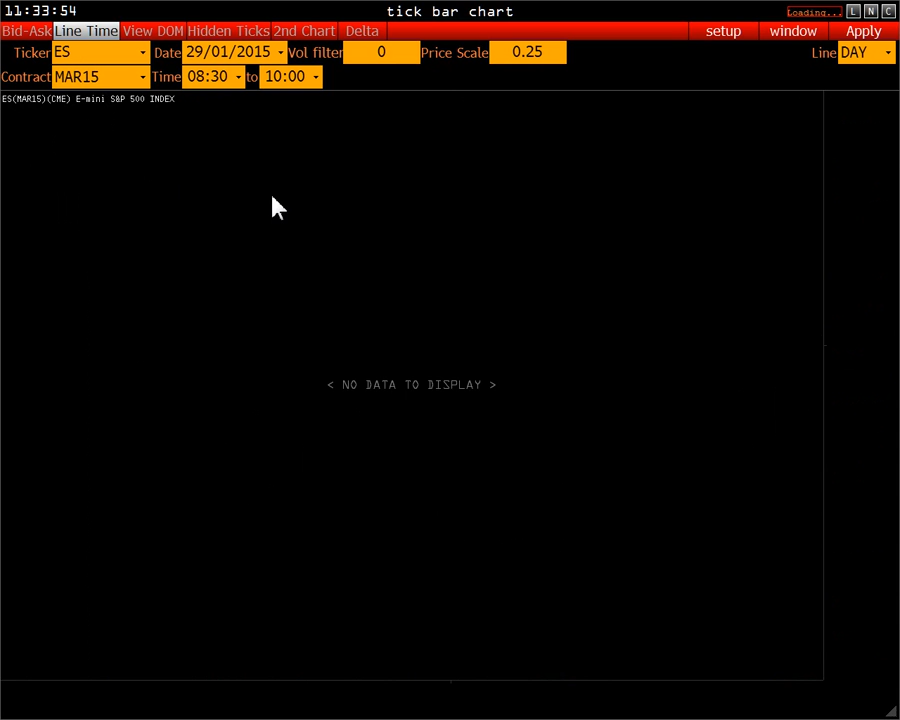 11:33:54 tick bar chart Loading... L N C
Bid-Ask Line Time View DOM Hidden Ticks 2nd Chart Delta setup window Apply
Ticker ES Date 29/01/2015 Vol filter 0 Price Scale 0.25 Line DAY
Contract MAR15 Time 08:30 to 10:00
ES(MAR15)(CME) E-mini S&P 500 INDEX
< NO DATA TO DISPLAY >